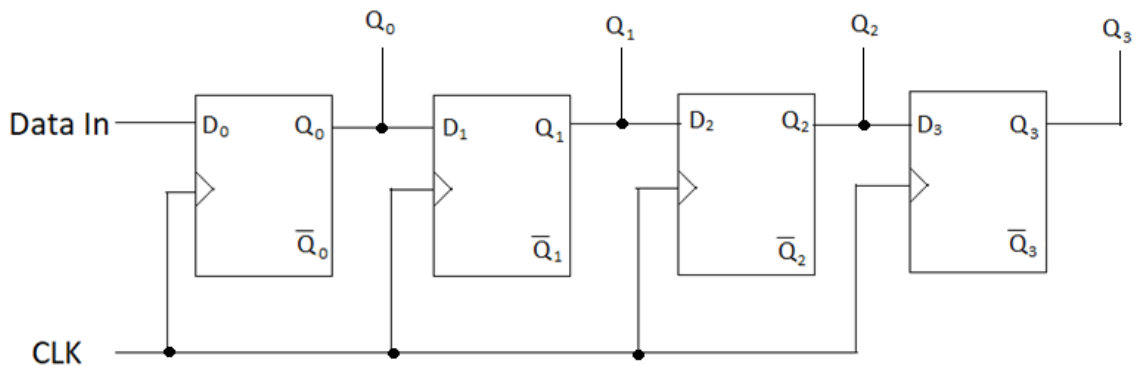 Q₀ Q₁ Q₂ Q₃
Data In D₀ Q₀ D₁ Q₁ D₂ Q₂ D₃ Q₃
Q̅₀ Q̅₁ Q̅₂ Q̅₃
CLK